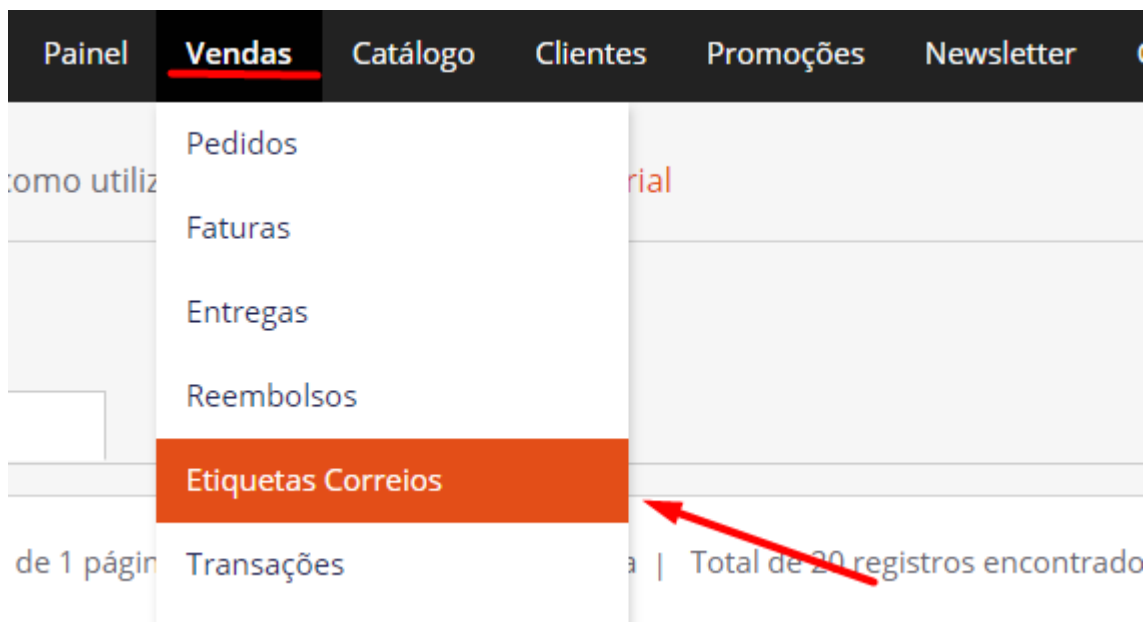 Painel Vendas Catálogo Clientes Promoções Newsletter
Pedidos
como utiliz rial
Faturas
Entregas
Reembolsos
Etiquetas Correios
de 1 págin Transações a | Total de 20 registros encontrado